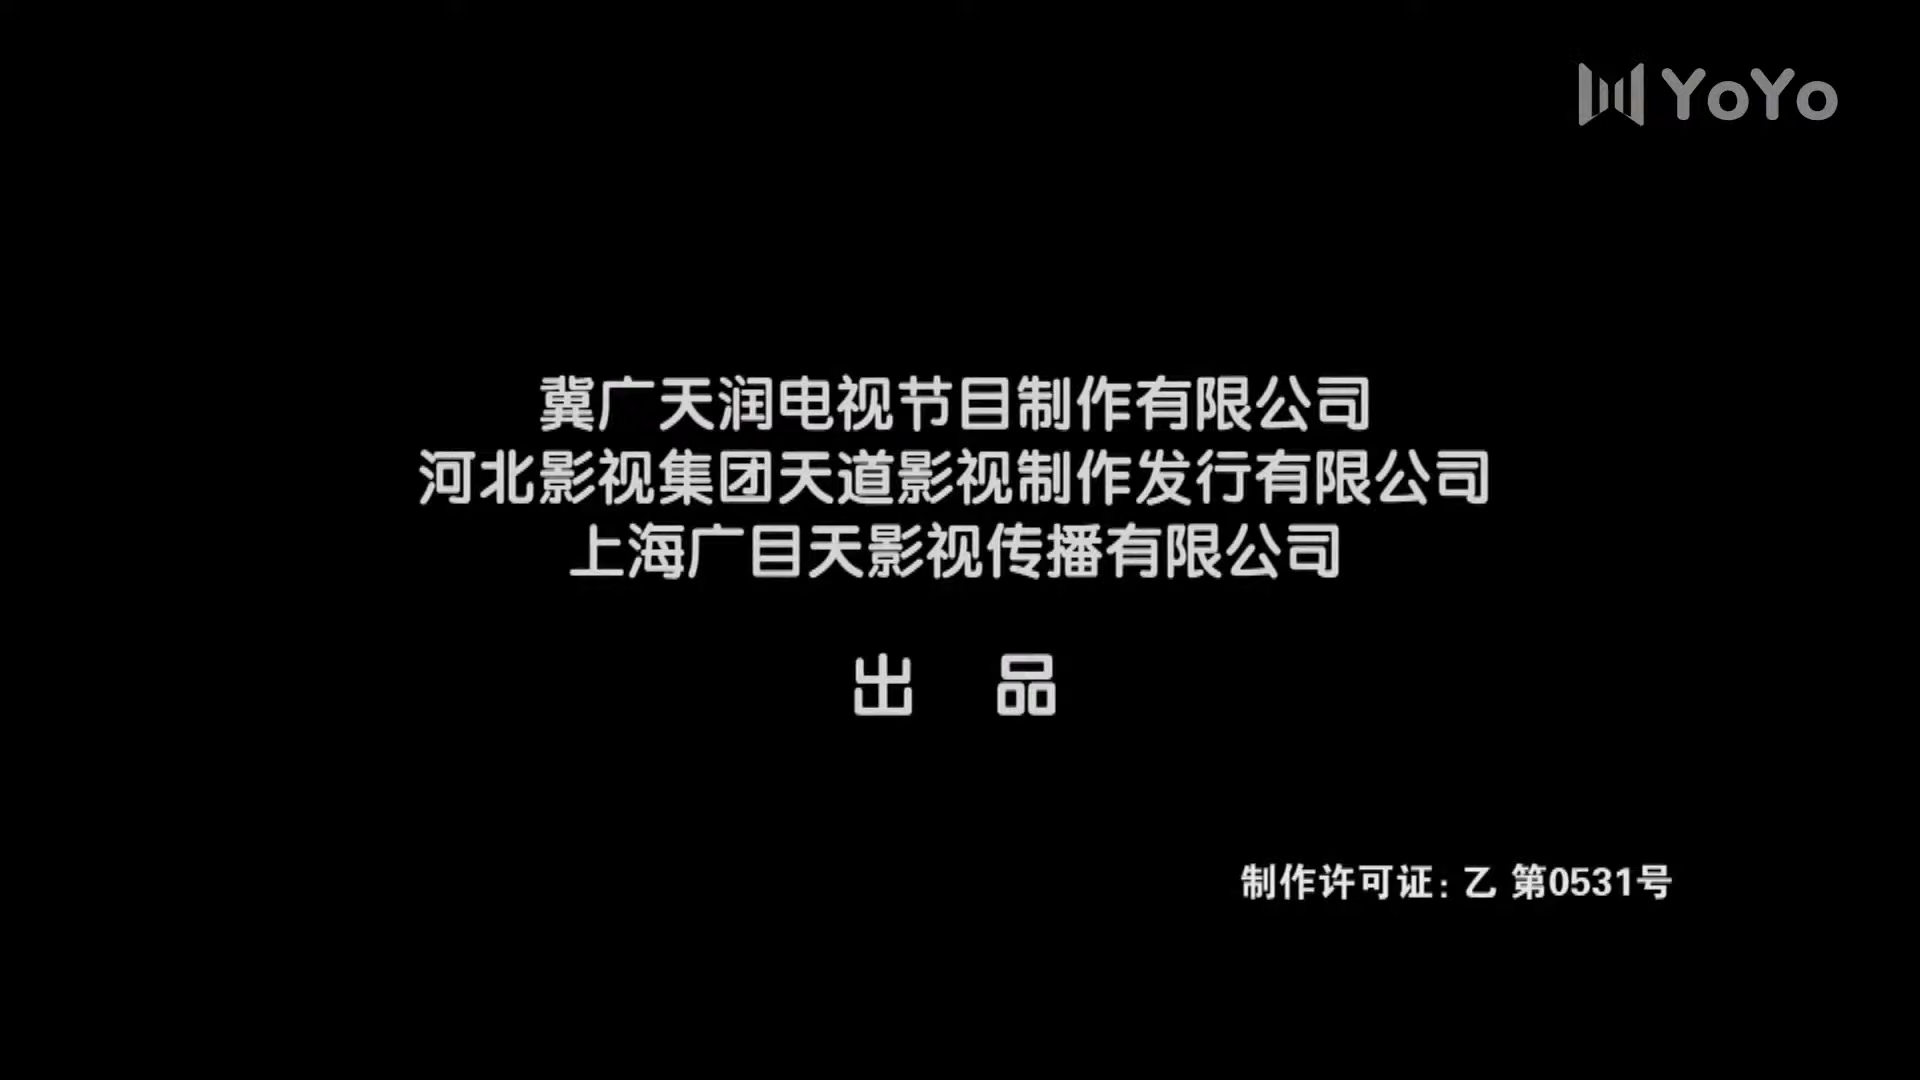 YoYo
冀广天润电视节目制作有限公司
河北影视集团天道影视制作发行有限公司
上海广目天影视传播有限公司
出 品
制作许可证：乙 第0531号